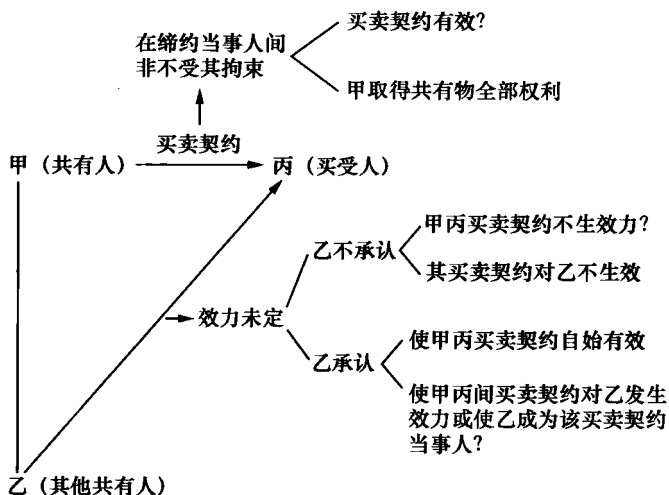 买卖契约有效?
在缔约当事人间
非不受其拘束
甲取得共有物全部权利
买卖契约
甲(共有人)
丙(买受人)
甲丙买卖契约不生效力?
乙不承认
其买卖契约对乙不生效
效力未定
使甲丙买卖契约自始有效
乙承认
使甲丙间买卖契约对乙发生
效力或使乙成为该买卖契约
当事人?
乙(其他共有人)